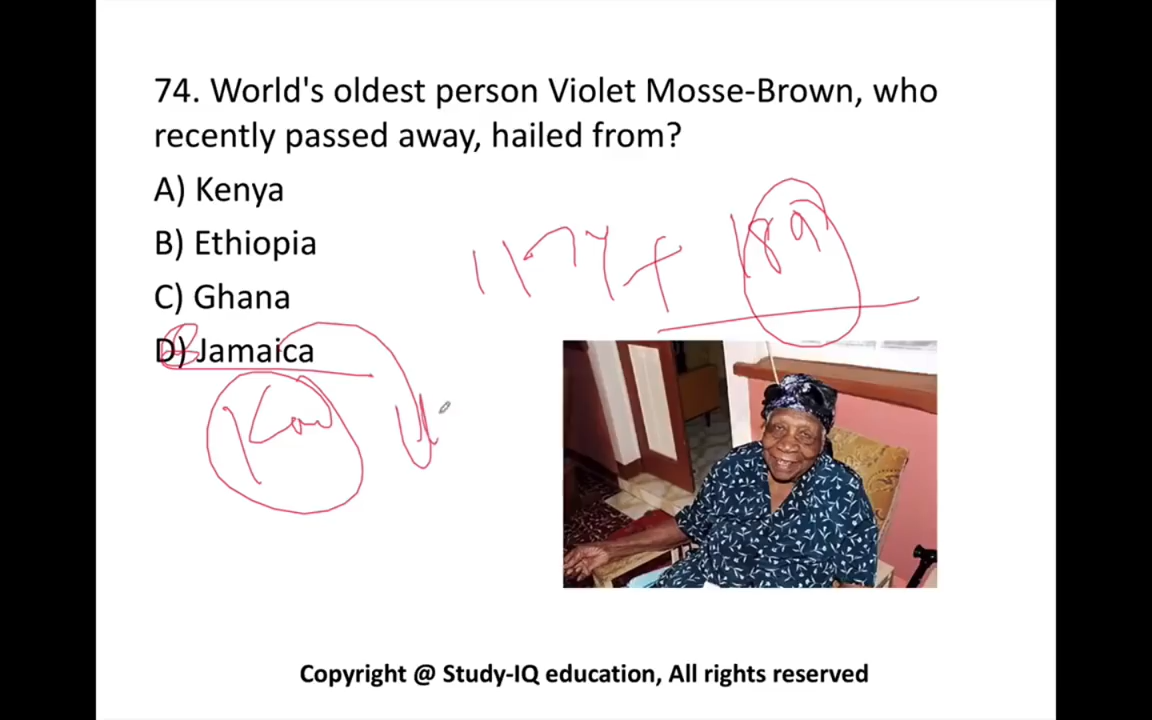 74. World's oldest person Violet Mosse-Brown, who
recently passed away, hailed from?
A) Kenya
B) Ethiopia
C) Ghana
D) Jamaica
Copyright @ Study-IQ education, All rights reserved